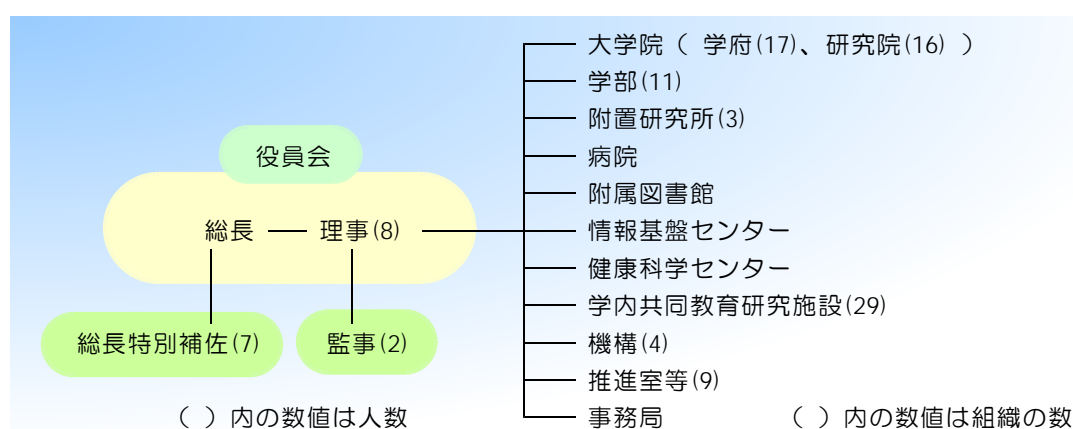 役員会
総長
理事(8)
総長特別補佐(7)
監事(2)
( )内の数値は人数
大学院( 学府(17)、研究院(16) )
学部(11)
附置研究所(3)
病院
附属図書館
情報基盤センター
健康科学センター
学内共同教育研究施設(29)
機構(4)
推進室等(9)
事務局
( )内の数値は組織の数